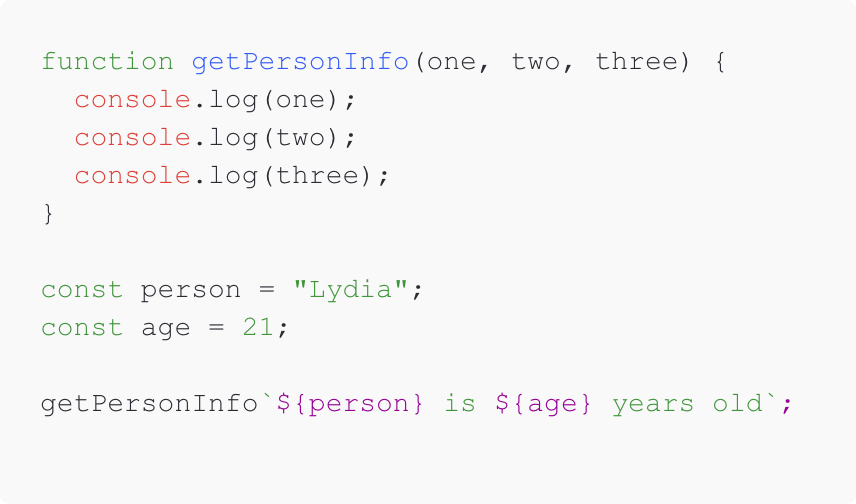 function getPersonInfo(one, two, three) {
  console.log(one);
  console.log(two);
  console.log(three);
}

const person = "Lydia";
const age = 21;

getPersonInfo`${person} is ${age} years old`;